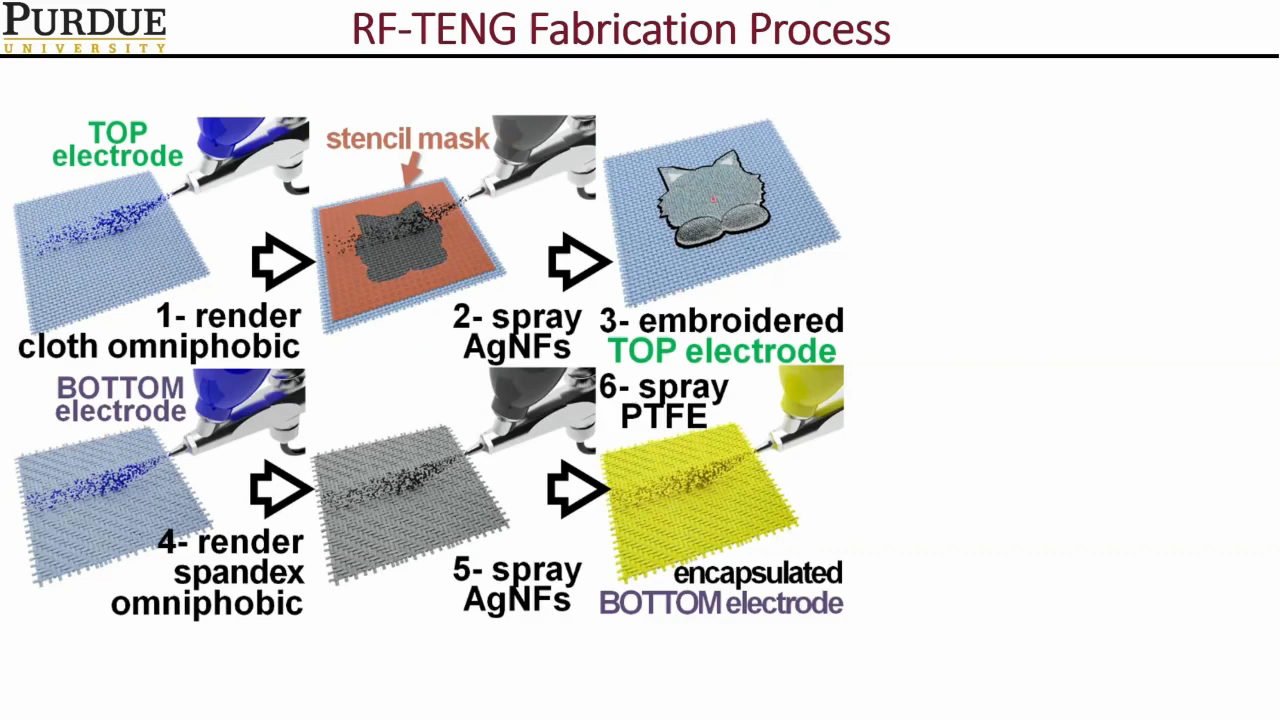 PURDUE
UNIVERSITY
RF-TENG Fabrication Process
TOP
electrode
1- render
cloth omniphobic
stencil mask
2- spray
AgNFs
3- embroidered
TOP electrode
BOTTOM
electrode
4- render
spandex
omniphobic
5- spray
AgNFs
6- spray
PTFE
encapsulated
BOTTOM electrode